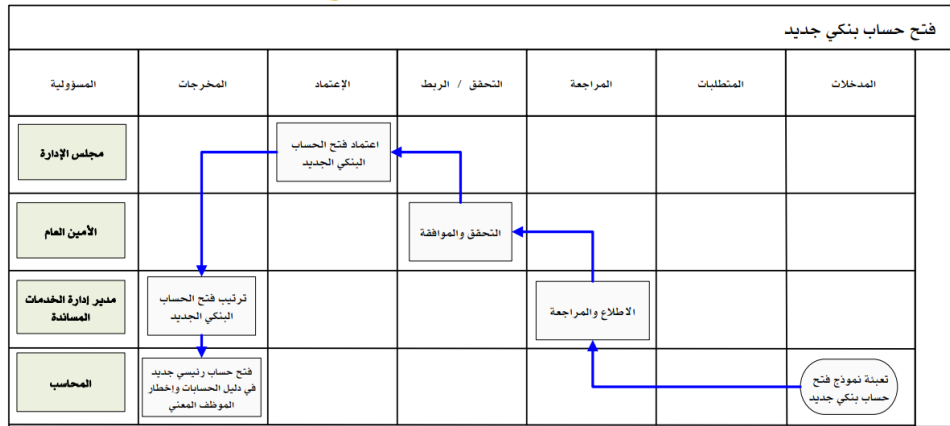 فتح حساب بنكي جديد
المدخلات
المتطلبات
المراجعة
التحقق / الربط
الإعتماد
المخرجات
المسؤولية
اعتماد فتح الحساب
البنكي الجديد
مجلس الإدارة
التحقق والموافقة
الأمين العام
الاطلاع والمراجعة
ترتيب فتح الحساب
البنكي الجديد
مدير إدارة الخدمات
المساندة
تعبئة نموذج فتح
حساب بنكي جديد
فتح حساب رئيسي جديد
في دليل الحسابات وإخطار
الموظف المعني
المحاسب